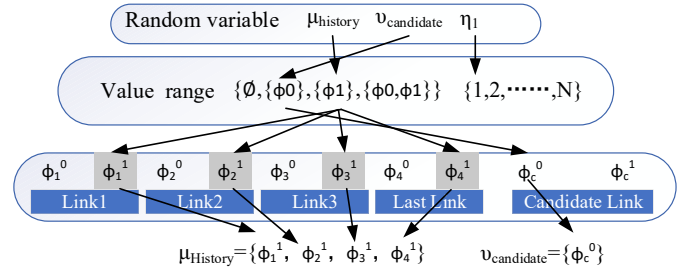 Random variable μhistory υcandidate η1
Value range {Ø,{ϕ0},{ϕ1},{ϕ0,ϕ1}} {1,2,······,N}
ϕ₁⁰ ϕ₁¹ ϕ₂⁰ ϕ₂¹ ϕ₃⁰ ϕ₃¹ ϕ₄⁰ ϕ₄¹ ϕc⁰ ϕc¹
Link1 Link2 Link3 Last Link Candidate Link
μHistory={ϕ₁¹, ϕ₂¹, ϕ₃¹, ϕ₄¹} υcandidate={ϕc⁰}